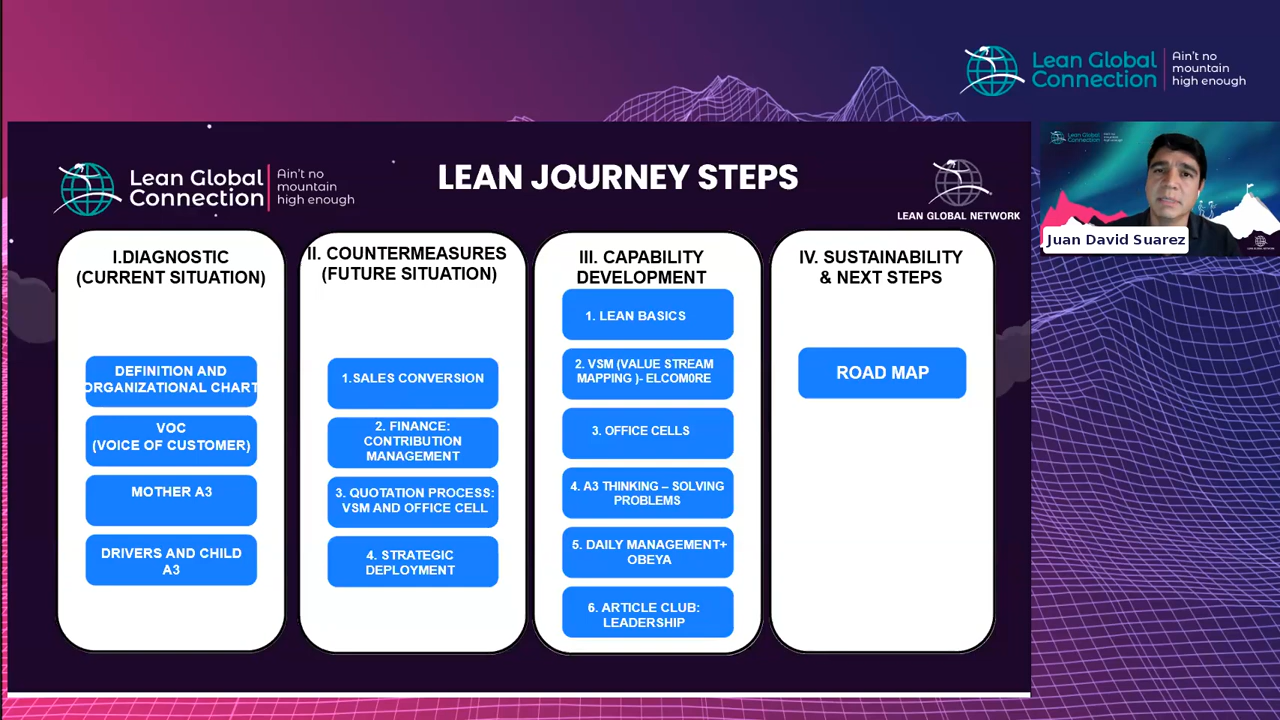 Lean Global
Connection
Ain't no
mountain
high enough
Lean Global
Connection
Ain't no
mountain
high enough
LEAN JOURNEY STEPS
LEAN GLOBAL NETWORK
Juan David Suarez
I.DIAGNOSTIC
(CURRENT SITUATION)
DEFINITION AND
ORGANIZATIONAL CHART
VOC
(VOICE OF CUSTOMER)
MOTHER A3
DRIVERS AND CHILD
A3
II. COUNTERMEASURES
(FUTURE SITUATION)
1.SALES CONVERSION
2. FINANCE:
CONTRIBUTION
MANAGEMENT
3. QUOTATION PROCESS:
VSM AND OFFICE CELL
4. STRATEGIC
DEPLOYMENT
III. CAPABILITY
DEVELOPMENT
1. LEAN BASICS
2. VSM (VALUE STREAM
MAPPING )- ELCOM0RE
3. OFFICE CELLS
4. A3 THINKING – SOLVING
PROBLEMS
5. DAILY MANAGEMENT+
OBEYA
6. ARTICLE CLUB:
LEADERSHIP
IV. SUSTAINABILITY
& NEXT STEPS
ROAD MAP
Lean Global
Connection